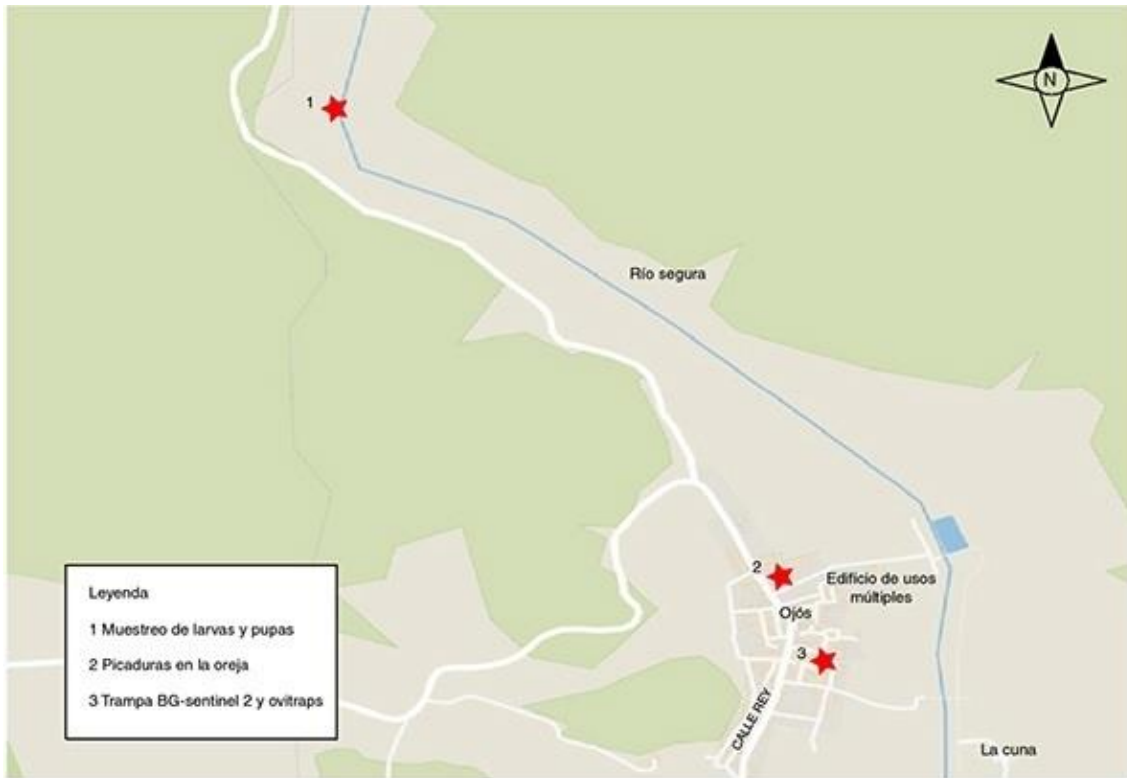 N
1
Río segura
2
Edificio de usos
múltiples
Ojós
3
CALLE REY
La cuna
Leyenda
1 Muestreo de larvas y pupas
2 Picaduras en la oreja
3 Trampa BG-sentinel 2 y ovitraps